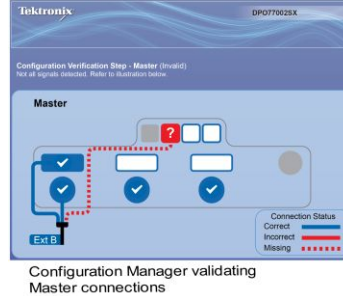 Tektronix
DPO77002SX
Configuration Verification Step - Master (Invalid)
Not all signals detected. Refer to illustration below.
Master
?
Ext B
Connection Status
Correct
Incorrect
Missing
Configuration Manager validating
Master connections